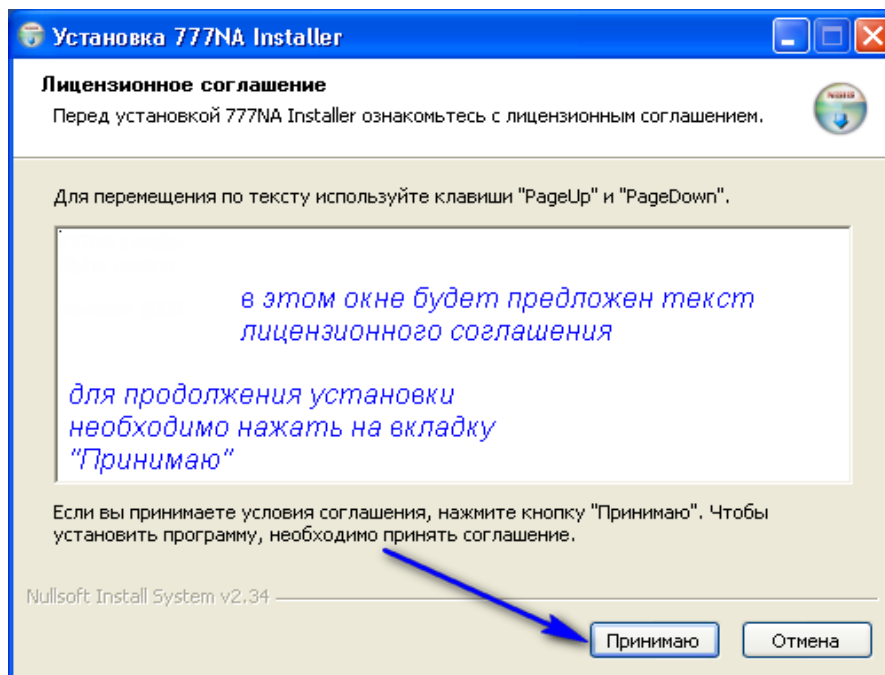 Установка 777NA Installer
Лицензионное соглашение
Перед установкой 777NA Installer ознакомьтесь с лицензионным соглашением.
Для перемещения по тексту используйте клавиши "PageUp" и "PageDown".
в этом окне будет предложен текст
лицензионного соглашения
для продолжения установки
необходимо нажать на вкладку
"Принимаю"
Если вы принимаете условия соглашения, нажмите кнопку "Принимаю". Чтобы
установить программу, необходимо принять соглашение.
Nullsoft Install System v2.34
Принимаю
Отмена